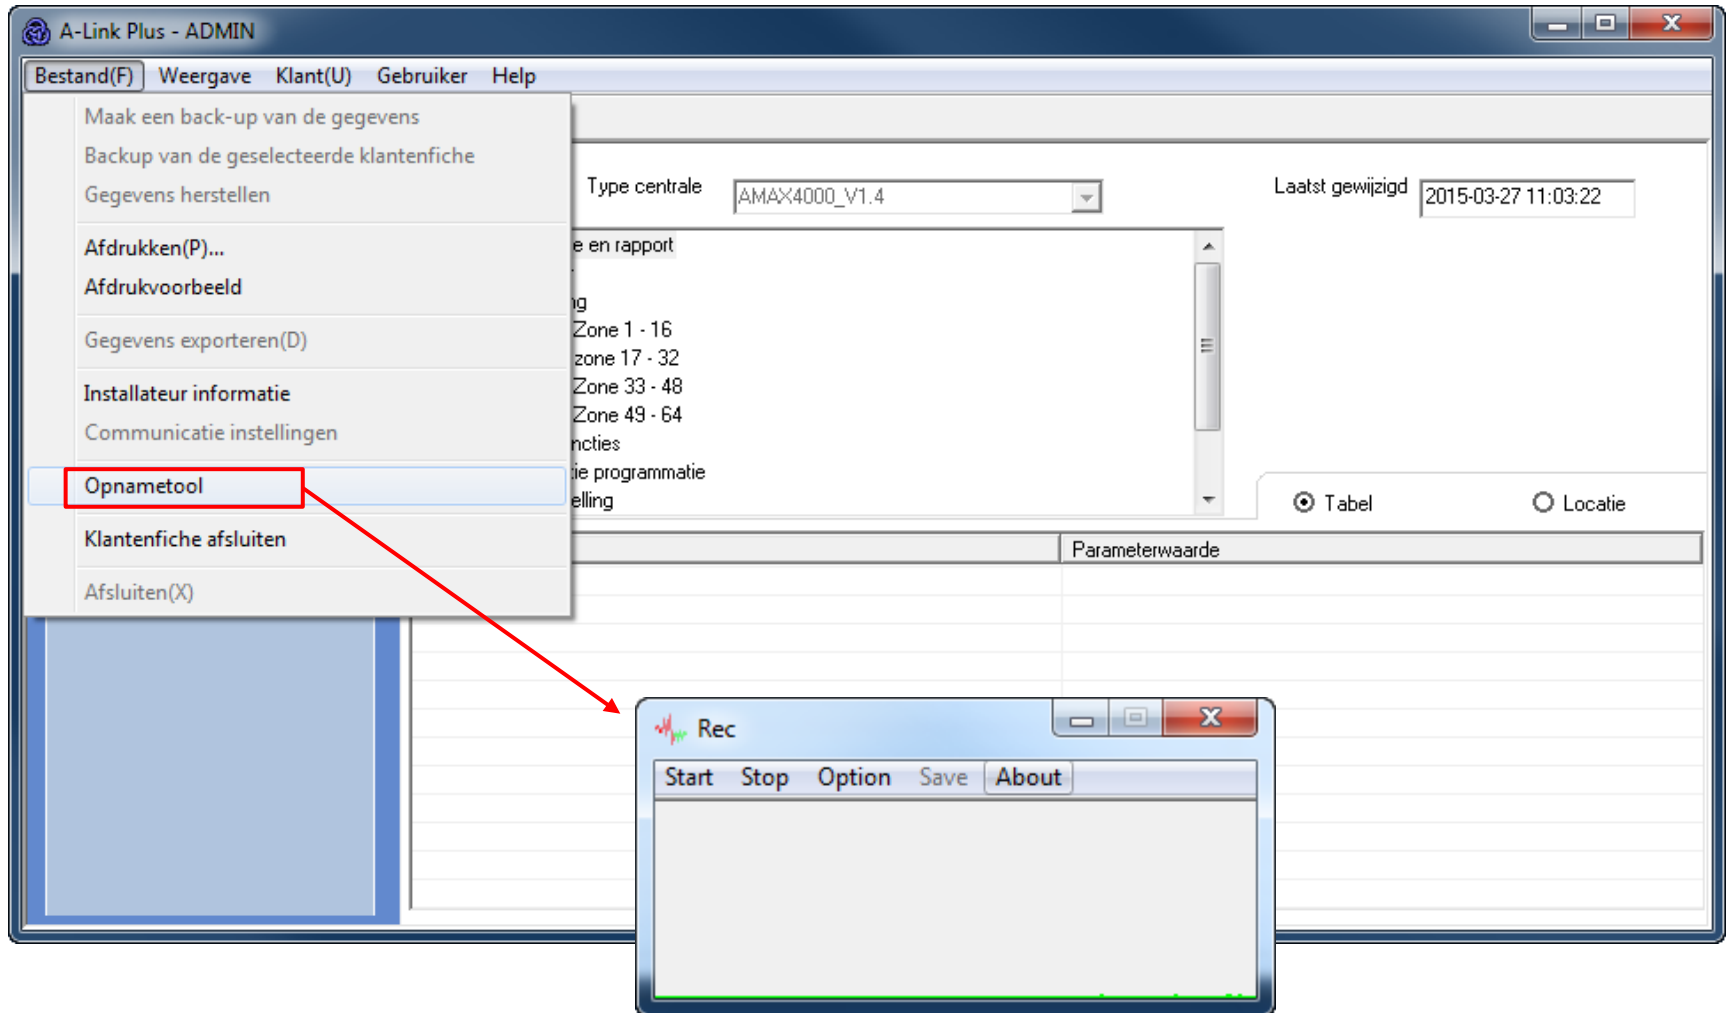 A-Link Plus - ADMIN
Bestand(F) Weergave Klant(U) Gebruiker Help
Maak een back-up van de gegevens
Backup van de geselecteerde klantenfiche
Gegevens herstellen
Afdrukken(P)...
Afdrukvoorbeeld
Gegevens exporteren(D)
Installateur informatie
Communicatie instellingen
Opnametool
Klantenfiche afsluiten
Afsluiten(X)
Type centrale AMAX4000_V1.4 Laatst gewijzigd 2015-03-27 11:03:22
e en rapport
ng
Zone 1 - 16
zone 17 - 32
Zone 33 - 48
Zone 49 - 64
ncties
tie programmatie
elling
Tabel Locatie
Parameterwaarde
Rec
Start Stop Option Save About